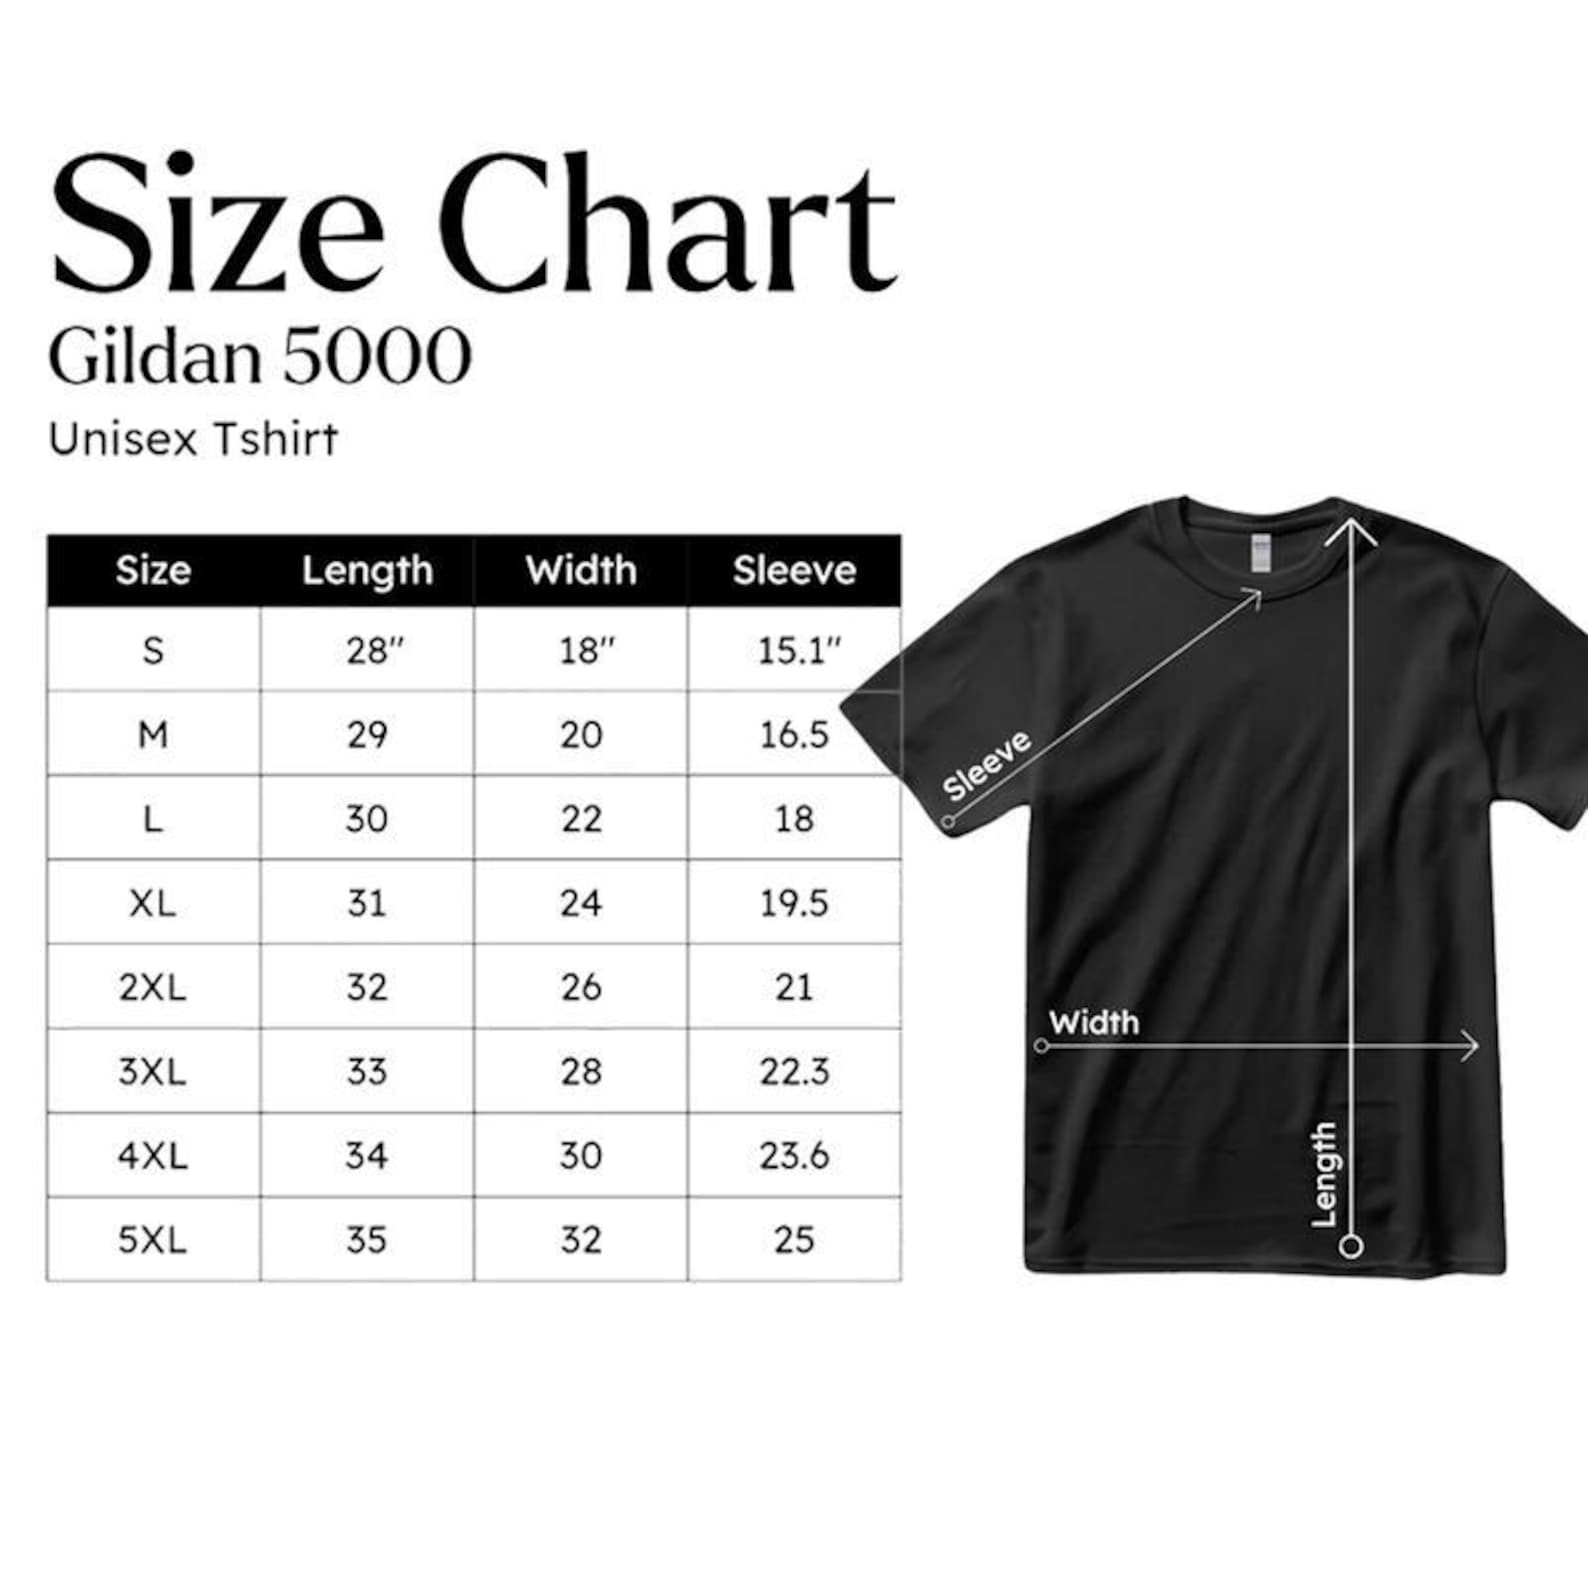 Size Chart
Gildan 5000
Unisex Tshirt
Size Length Width Sleeve
S 28" 18" 15.1"
M 29 20 16.5
L 30 22 18
XL 31 24 19.5
2XL 32 26 21
3XL 33 28 22.3
4XL 34 30 23.6
5XL 35 32 25
Sleeve
Width
Length